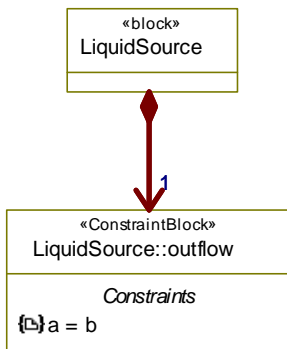 «block»
LiquidSource
1
«ConstraintBlock»
LiquidSource::outflow
Constraints
a = b